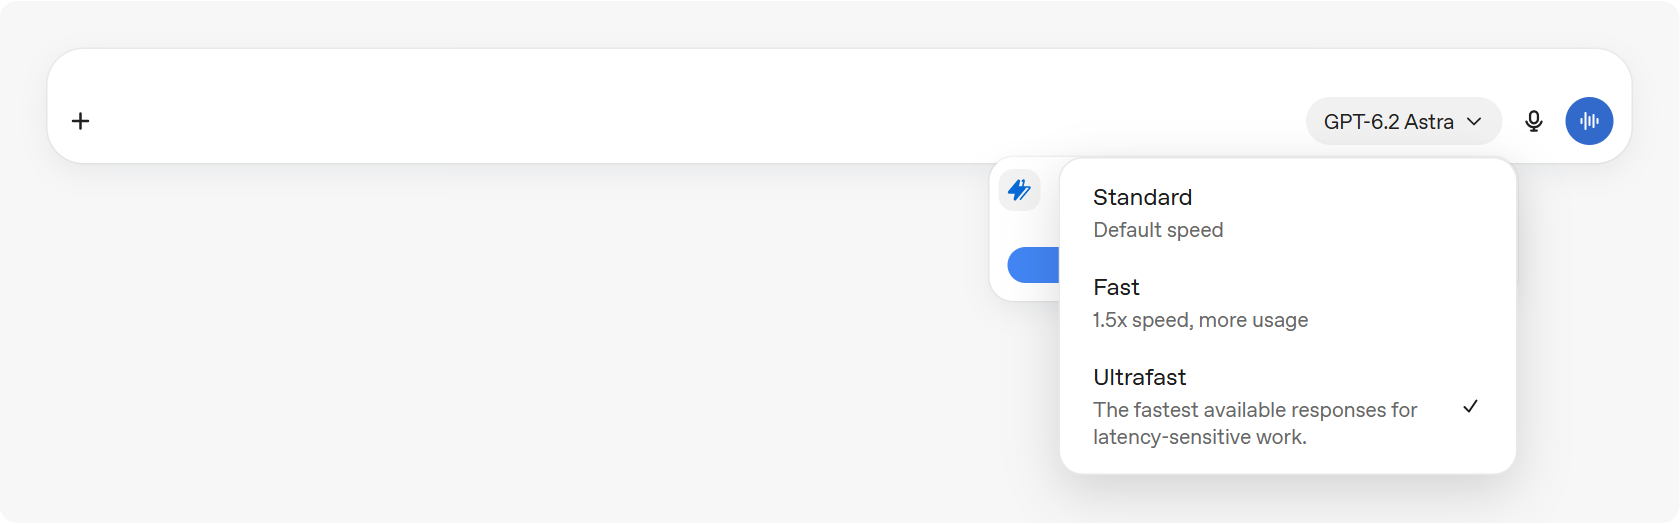 GPT-6.2 Astra
Standard
Default speed
Fast
1.5x speed, more usage
Ultrafast
The fastest available responses for
latency-sensitive work.